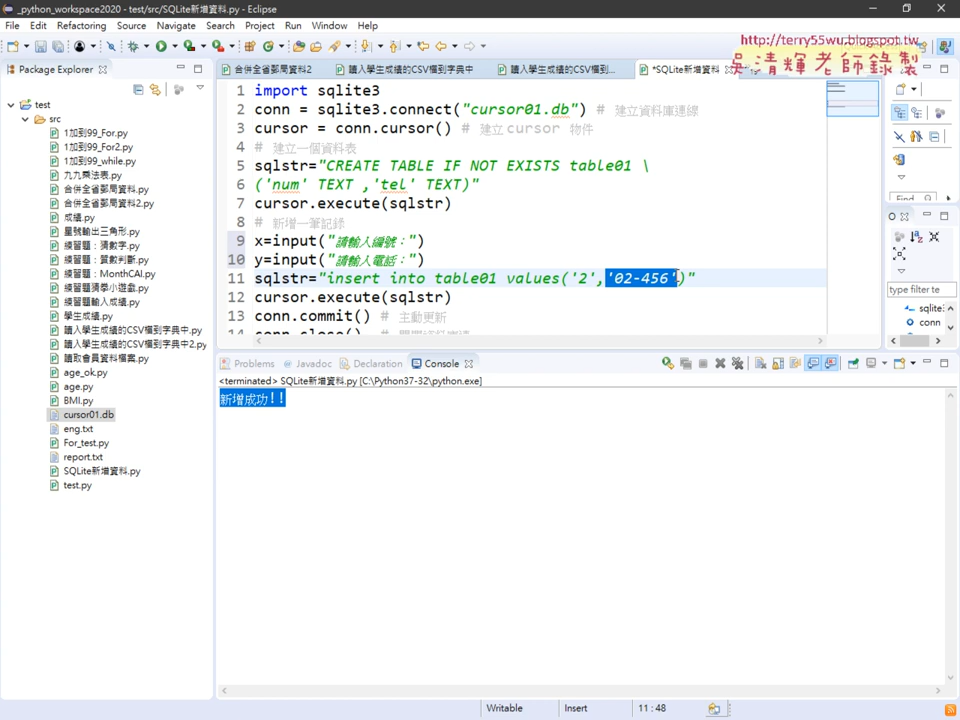 _python_workspace2020 - test/src/SQLite新增資料.py - Eclipse
File Edit Refactoring Source Navigate Search Project Run Window Help
http://terry55wu.blogspot.tw
吳清輝老師錄製
Package Explorer
合併全省郵局資料2
讀入學生成績的CSV檔到字典中
讀入學生成績的CSV檔到...
*SQLite新增資料
test
src
1加到99_For.py
1加到99_For2.py
1加到99_while.py
九九乘法表.py
合併全省郵局資料.py
合併全省郵局資料2.py
成績.py
星號輸出三角形.py
練習題：猜數字.py
練習題：質數判斷.py
練習題：MonthCAI.py
練習題猜拳小遊戲.py
練習題輸入成績.py
學生成績.py
讀入學生成績的CSV檔到字典中.py
讀入學生成績的CSV檔到字典中2.py
讀取會員資料檔案.py
age_ok.py
age.py
BMI.py
cursor01.db
eng.txt
For_test.py
report.txt
SQLite新增資料.py
test.py
1 import sqlite3
2 conn = sqlite3.connect("cursor01.db") # 建立資料庫連線
3 cursor = conn.cursor() # 建立 cursor 物件
4 # 建立一個資料表
5 sqlstr="CREATE TABLE IF NOT EXISTS table01 \
6 ('num' TEXT ,'tel' TEXT)"
7 cursor.execute(sqlstr)
8 # 新增一筆記錄
9 x=input("請輸入編號：")
10 y=input("請輸入電話：")
11 sqlstr="insert into table01 values('2','02-456')"
12 cursor.execute(sqlstr)
13 conn.commit() # 主動更新
Find
type filter te
sqlite:
conn
Problems Javadoc Declaration Console
<terminated> SQLite新增資料.py [C:\Python37-32\python.exe]
新增成功!!
Writable Insert 11 : 48